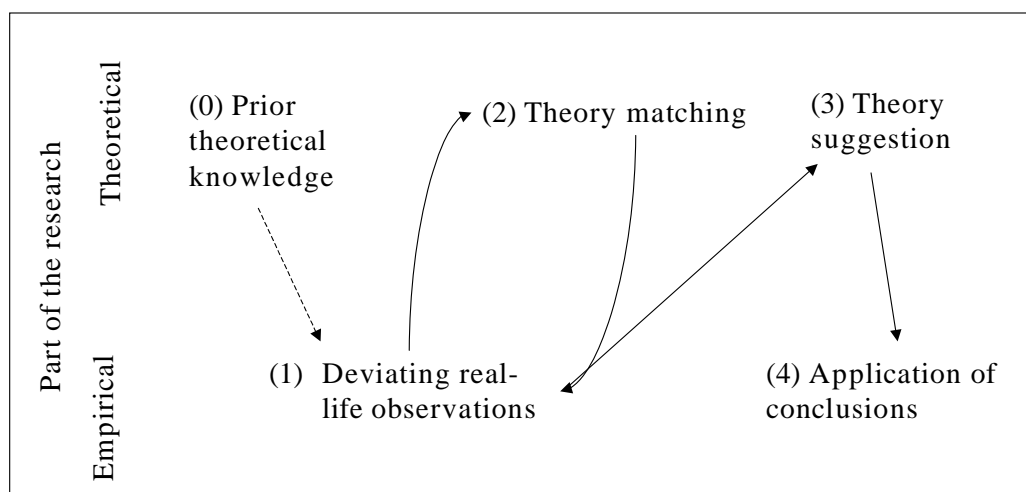 Part of the research
Theoretical
Empirical
(0) Prior
theoretical
knowledge
(2) Theory matching
(3) Theory
suggestion
(1) Deviating real-
life observations
(4) Application of
conclusions